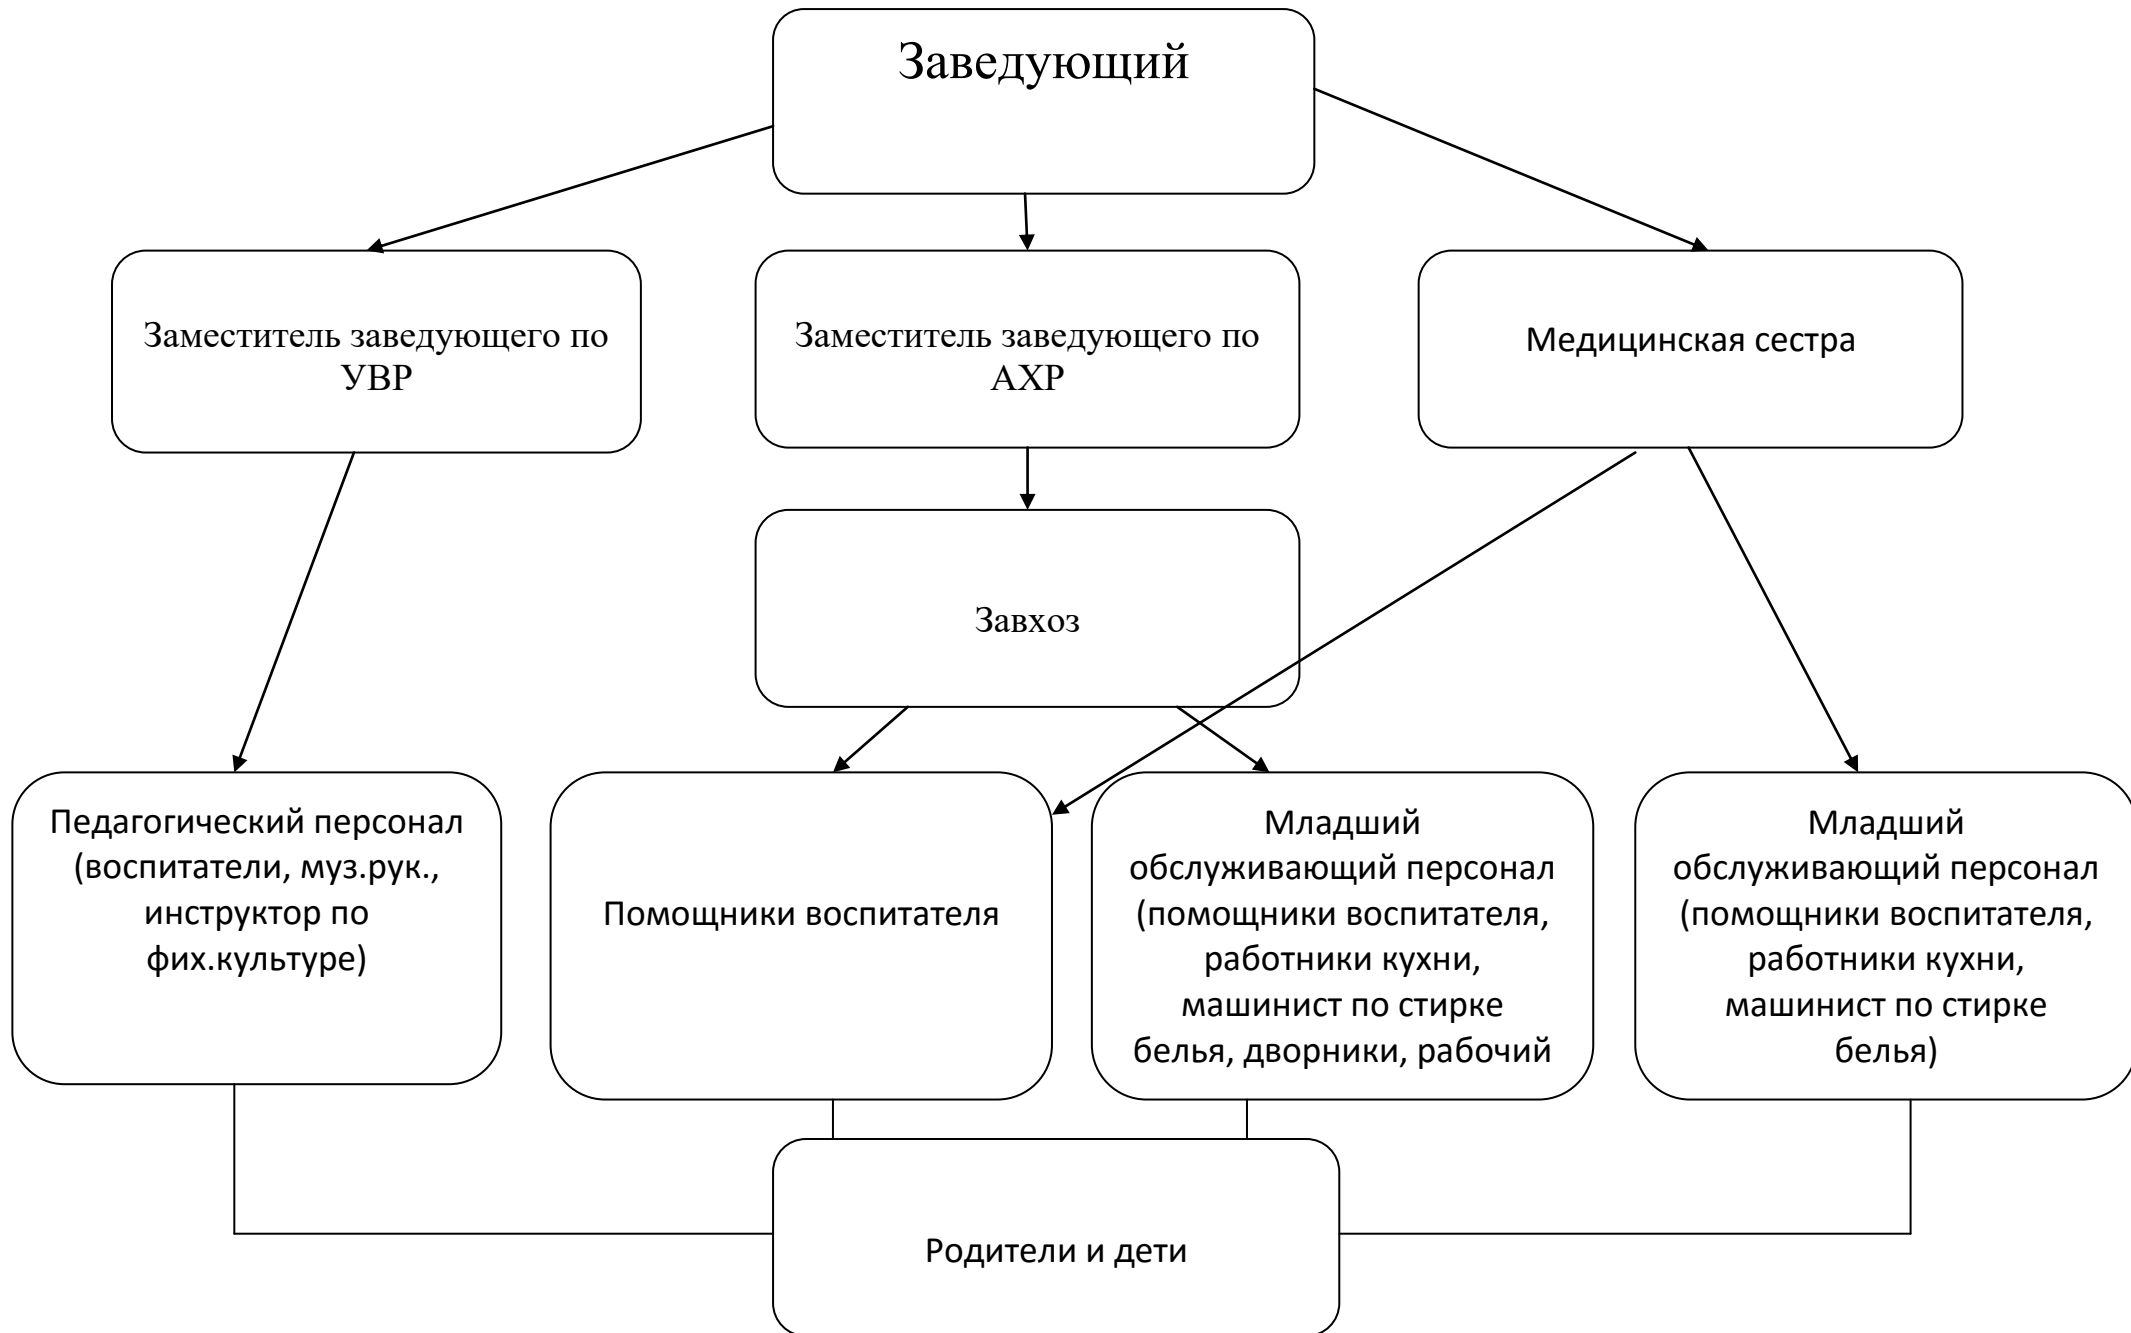 Заведующий
Заместитель заведующего по
УВР
Заместитель заведующего по
АХР
Медицинская сестра
Завхоз
Педагогический персонал
(воспитатели, муз.рук.,
инструктор по
фих.культуре)
Помощники воспитателя
Младший
обслуживающий персонал
(помощники воспитателя,
работники кухни,
машинист по стирке
белья, дворники, рабочий
Младший
обслуживающий персонал
(помощники воспитателя,
работники кухни,
машинист по стирке
белья)
Родители и дети